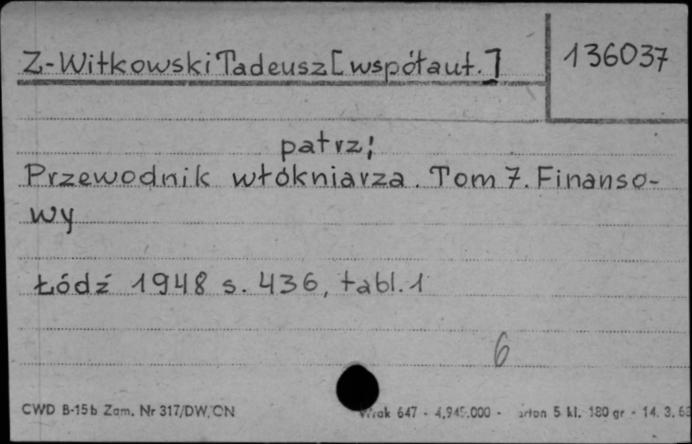 Z-Witkowski Tadeusz [współaut.]
136037
patrz:
Przewodnik włókniarza. Tom 7. Finanso-
wy
Łódź 1948 s. 436, tabl. 1
6
CWD B-15b Zam. Nr 317/DW/CN
647 - 4,945.000 - 5 kl. 180 gr - 14. 3.